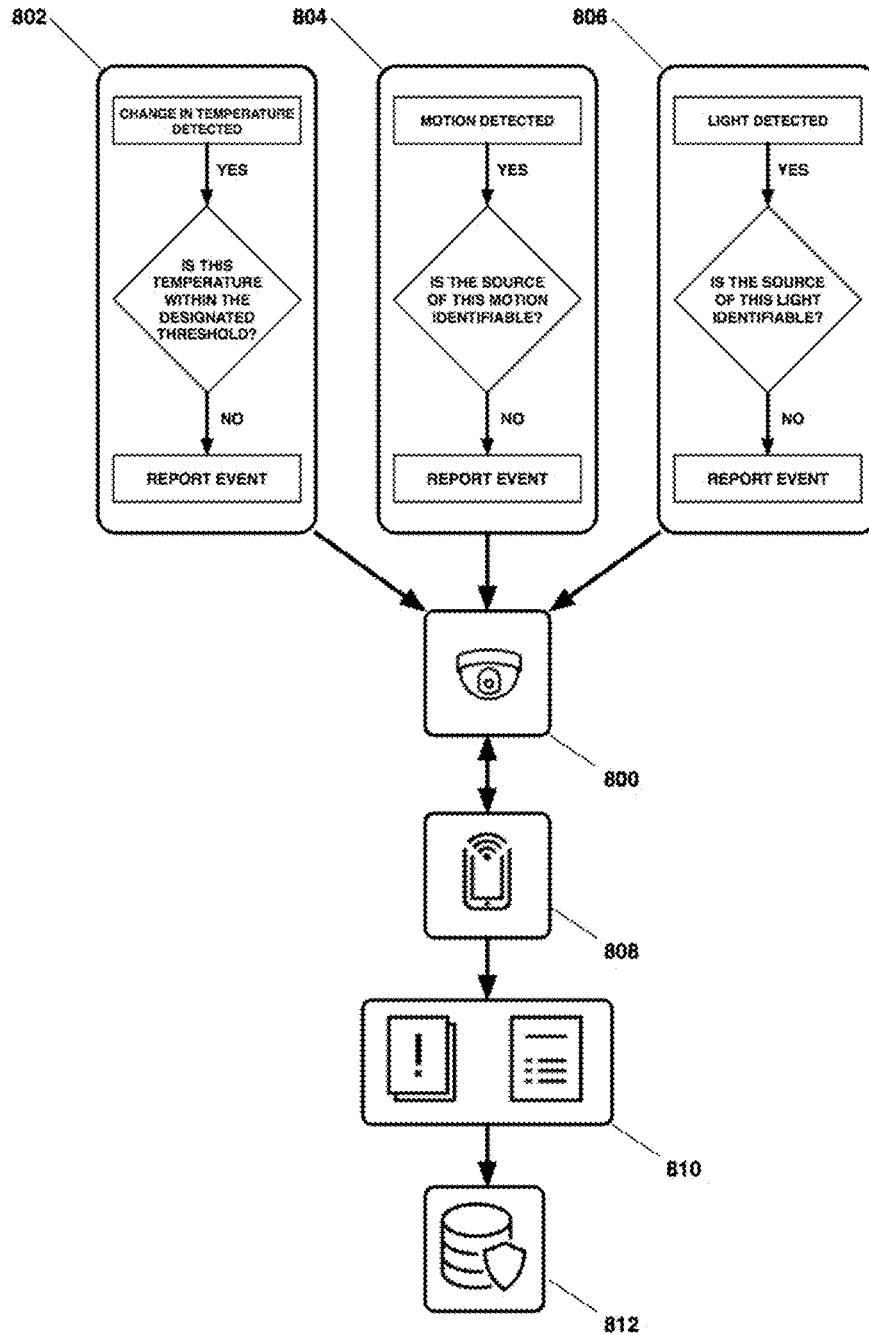 802
804
806
CHANGE IN TEMPERATURE
DETECTED
YES
IS THIS
TEMPERATURE
WITHIN THE
DESIGNATED
THRESHOLD?
NO
REPORT EVENT
MOTION DETECTED
YES
IS THE SOURCE
OF THIS MOTION
IDENTIFIABLE?
NO
REPORT EVENT
LIGHT DETECTED
YES
IS THE SOURCE
OF THIS LIGHT
IDENTIFIABLE?
NO
REPORT EVENT
800
808
!
810
812